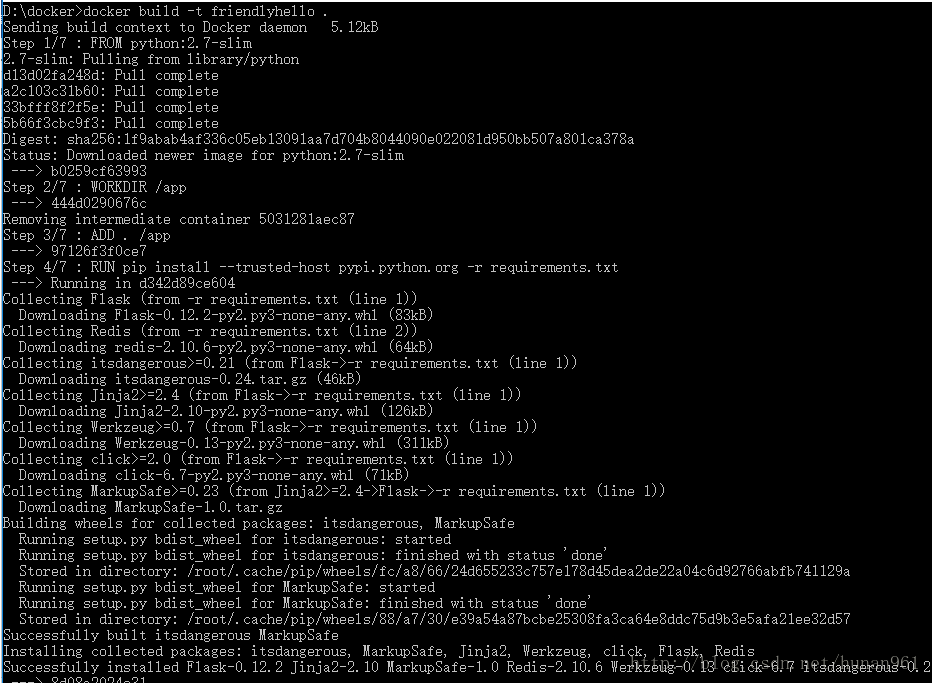 D:\docker>docker build -t friendlyhello .
Sending build context to Docker daemon   5.12kB
Step 1/7 : FROM python:2.7-slim
2.7-slim: Pulling from library/python
d13d02fa248d: Pull complete
a2c103c31b60: Pull complete
33bfff8f2f5e: Pull complete
5b66f3cbc9f3: Pull complete
Digest: sha256:1f9abab4af336c05eb13091aa7d704b8044090e022081d950bb507a801ca378a
Status: Downloaded newer image for python:2.7-slim
 ---> b0259cf63993
Step 2/7 : WORKDIR /app
 ---> 444d0290676c
Removing intermediate container 5031281aec87
Step 3/7 : ADD . /app
 ---> 97126f3f0ce7
Step 4/7 : RUN pip install --trusted-host pypi.python.org -r requirements.txt
 ---> Running in d342d89ce604
Collecting Flask (from -r requirements.txt (line 1))
  Downloading Flask-0.12.2-py2.py3-none-any.whl (83kB)
Collecting Redis (from -r requirements.txt (line 2))
  Downloading redis-2.10.6-py2.py3-none-any.whl (64kB)
Collecting itsdangerous>=0.21 (from Flask->-r requirements.txt (line 1))
  Downloading itsdangerous-0.24.tar.gz (46kB)
Collecting Jinja2>=2.4 (from Flask->-r requirements.txt (line 1))
  Downloading Jinja2-2.10-py2.py3-none-any.whl (126kB)
Collecting Werkzeug>=0.7 (from Flask->-r requirements.txt (line 1))
  Downloading Werkzeug-0.13-py2.py3-none-any.whl (311kB)
Collecting click>=2.0 (from Flask->-r requirements.txt (line 1))
  Downloading click-6.7-py2.py3-none-any.whl (71kB)
Collecting MarkupSafe>=0.23 (from Jinja2>=2.4->Flask->-r requirements.txt (line 1))
  Downloading MarkupSafe-1.0.tar.gz
Building wheels for collected packages: itsdangerous, MarkupSafe
  Running setup.py bdist_wheel for itsdangerous: started
  Running setup.py bdist_wheel for itsdangerous: finished with status 'done'
  Stored in directory: /root/.cache/pip/wheels/fc/a8/66/24d655233c757e178d45dea2de22a04c6d92766abfb741129a
  Running setup.py bdist_wheel for MarkupSafe: started
  Running setup.py bdist_wheel for MarkupSafe: finished with status 'done'
  Stored in directory: /root/.cache/pip/wheels/88/a7/30/e39a54a87bcbe25308fa3ca64e8ddc75d9b3e5afa21ee32d57
Successfully built itsdangerous MarkupSafe
Installing collected packages: itsdangerous, MarkupSafe, Jinja2, Werkzeug, click, Flask, Redis
Successfully installed Flask-0.12.2 Jinja2-2.10 MarkupSafe-1.0 Redis-2.10.6 Werkzeug-0.13 click-6.7 itsdangerous-0.2
http://blog.csdn.net/hunan961